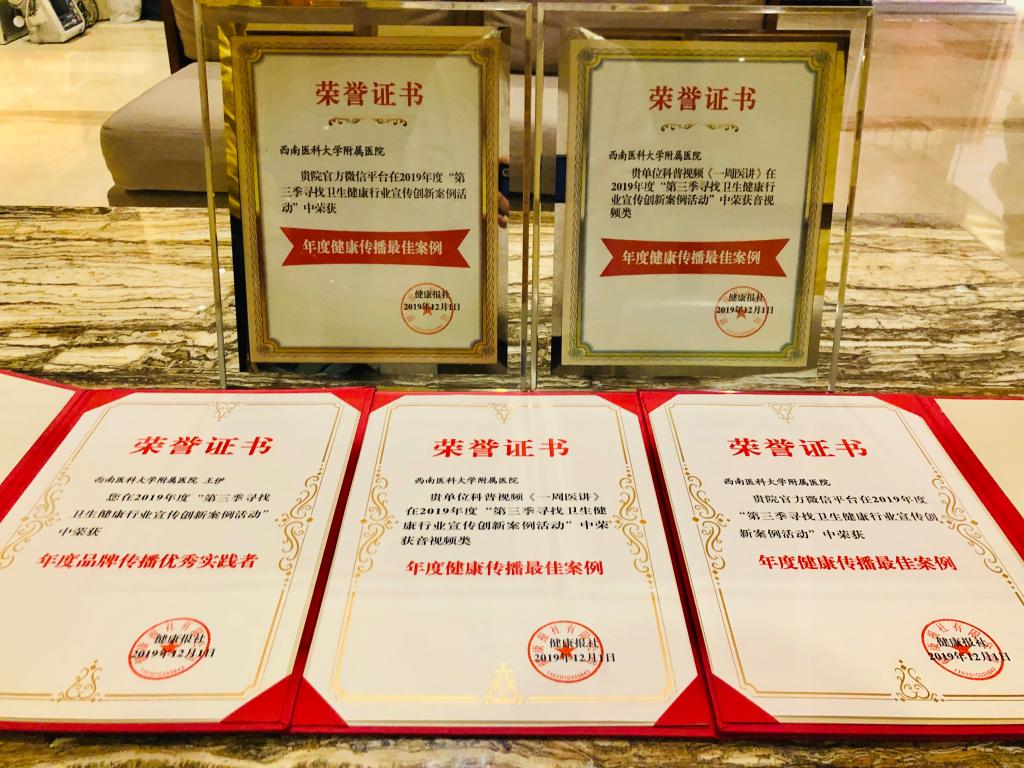 荣誉证书
西南医科大学附属医院
贵院官方微信平台在2019年度“第
三季寻找卫生健康行业宣传创新案例活
动”中荣获
年度健康传播最佳案例
健康报社
2019年12月1日
荣誉证书
西南医科大学附属医院
贵单位科普视频《一周医讲》在
2019年度“第三季寻找卫生健康行
业宣传创新案例活动”中荣获音视
频类
年度健康传播最佳案例
健康报社
2019年12月1日
荣誉证书
西南医科大学附属医院 王伊
您在2019年度“第三季寻找
卫生健康行业宣传创新案例活动”
中荣获
年度品牌传播优秀实践者
健康报社
2019年12月1日
荣誉证书
西南医科大学附属医院
贵单位科普视频《一周医讲》
在2019年度“第三季寻找卫生健
康行业宣传创新案例活动”中荣
获音视频类
年度健康传播最佳案例
健康报社
2019年12月1日
荣誉证书
西南医科大学附属医院
贵院官方微信平台在2019年度
“第三季寻找卫生健康行业宣传创
新案例活动”中荣获
年度健康传播最佳案例
健康报社
2019年12月1日